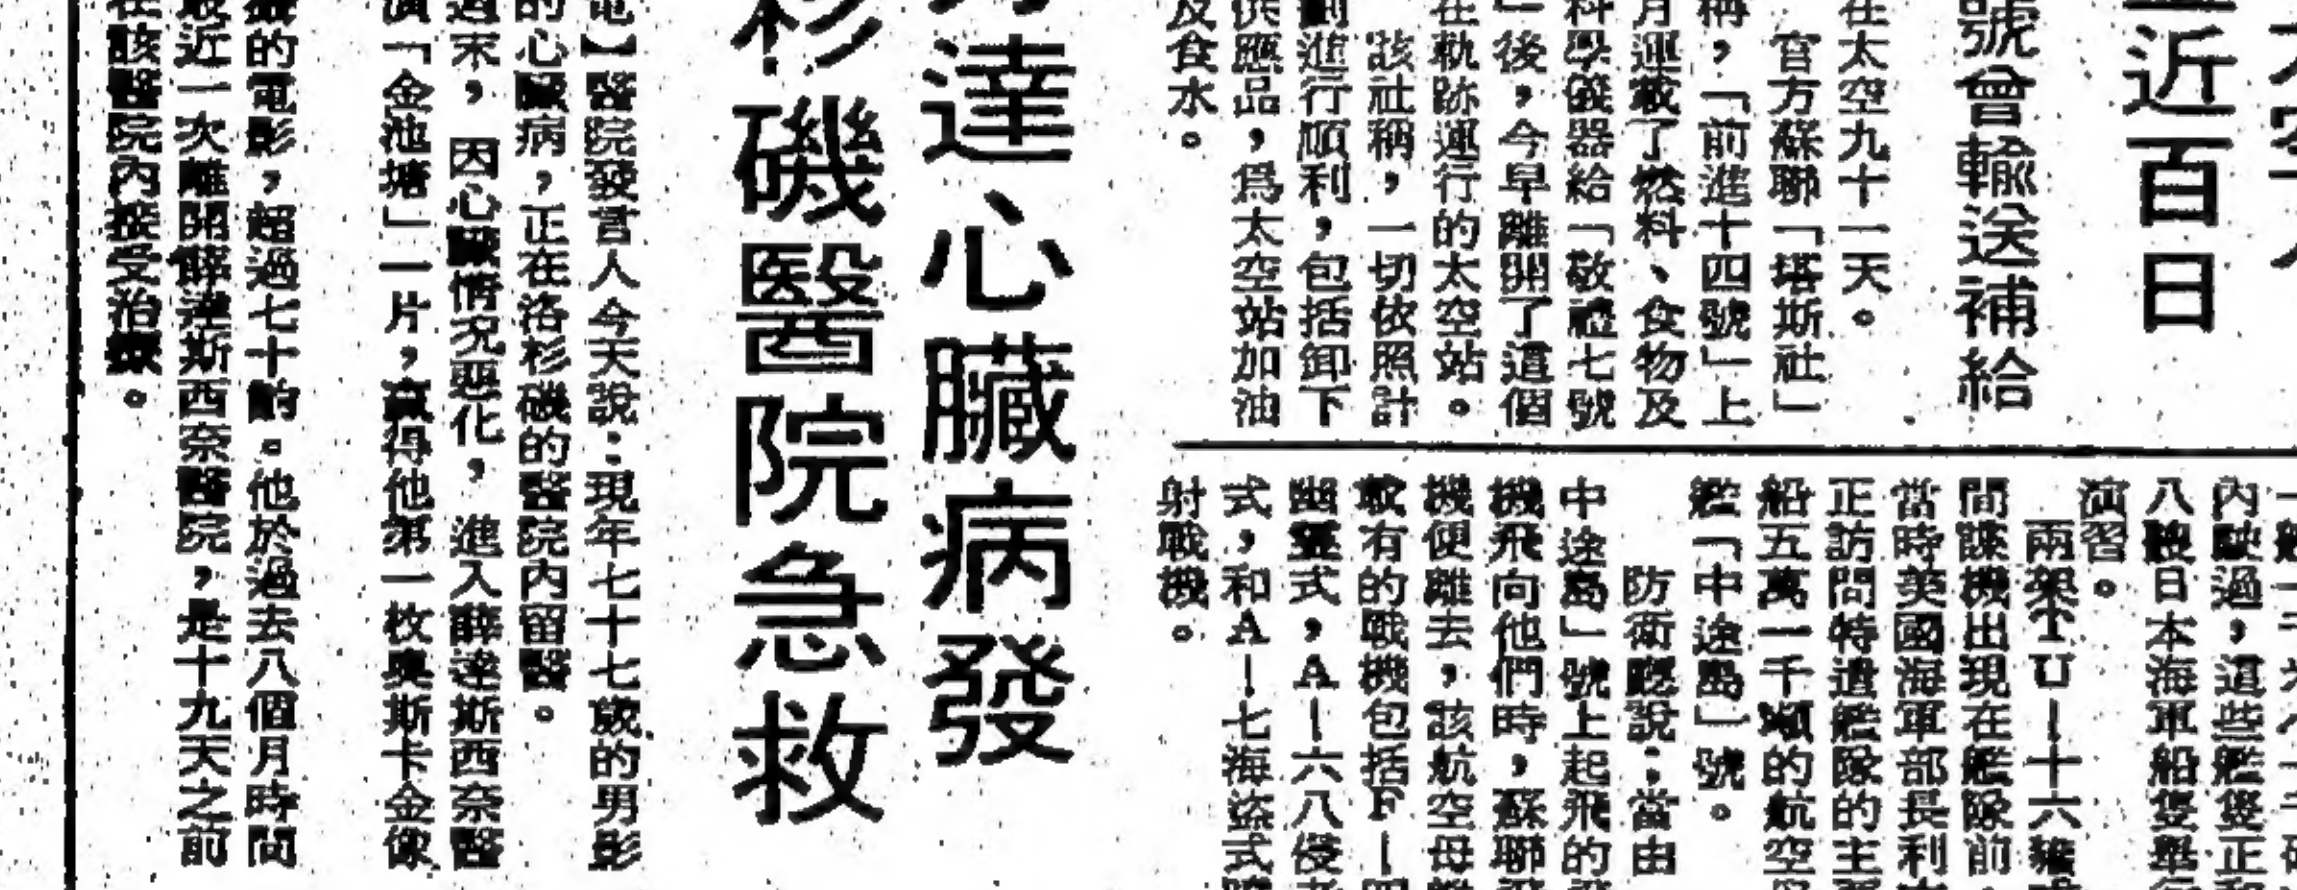 近百日
號會輸送補給
在太空九十一天。
官方蘇聯「塔斯社」
稱，「前進十四號」一上
月運載了燃料、食物及
科學儀器給「敬禮七號
」後，今早離開了這個
在軌跡運行的太空站。
該社稱，一切依照計
劃進行順利，包括卸下
供應品，爲太空站加油
及食水。
內駛過，這些艦隻正
八艘日本海軍船隻舉行
演習。
兩架TU—十六
間諜機出現在艦隊前，
當時美國海軍部長利
正訪問特遣艦隊的主要
船五萬一千噸的航空母
艦「中途島」號。
防衛廳說：當由
中途島」號上起飛的
機飛向他們時，蘇聯
機便離去，該航空母艦
載有的戰機包括F—四
幽靈式，A—六八侵
式，和A—七海盜式
射戰機。
達心臟病發
杉磯醫院急救
電】醫院發言人今天說：現年七十七歲的男影
的心臟病，正在洛杉磯的醫院內留醫。
週末，因心臟情況惡化，進入薛達斯西奈醫
演「金池塘」一片，贏得他第一枚奧斯卡金像
攝的電影，超過七十齣。他於過去八個月時間
最近一次離開薛達斯西奈醫院，是十九天之前
在該醫院內接受治療。